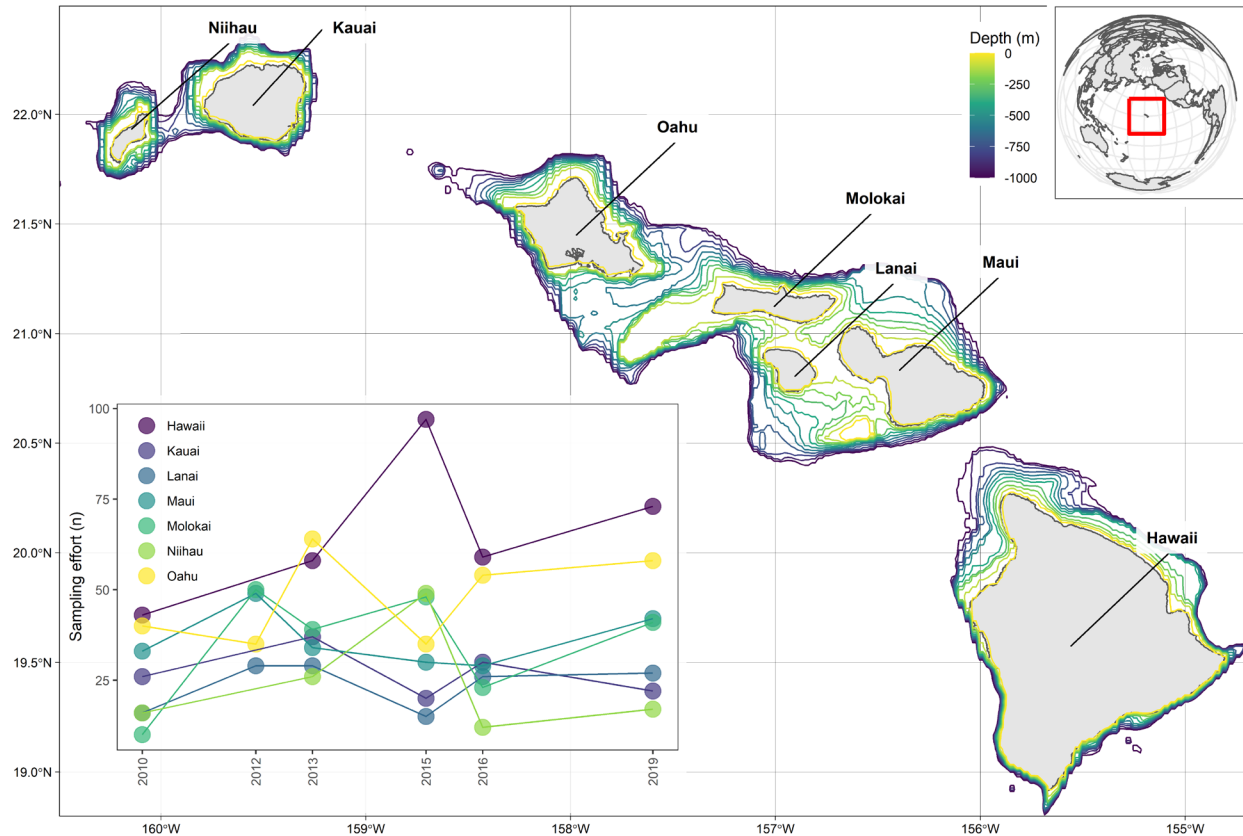 Niihau
Kauai
Oahu
Molokai
Lanai
Maui
Hawaii
Depth (m)
0
-250
-500
-750
-1000
22.0°N
21.5°N
21.0°N
20.5°N
20.0°N
19.5°N
19.0°N
Sampling effort (n)
100
75
50
25
Hawaii
Kauai
Lanai
Maui
Molokai
Niihau
Oahu
2010
2012
2013
2015
2016
2019
160°W
159°W
158°W
157°W
156°W
155°W